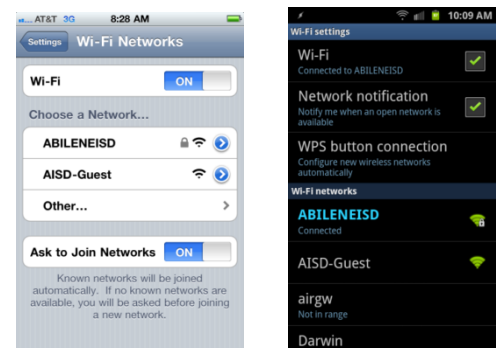 AT&T 3G 8:28 AM
Settings Wi-Fi Networks
Wi-Fi ON
Choose a Network...
ABILENEISD
AISD-Guest
Other...
Ask to Join Networks ON
Known networks will be joined
automatically. If no known networks are
available, you will be asked before joining
a new network.
10:09 AM
Wi-Fi settings
Wi-Fi
Connected to ABILENEISD
Network notification
Notify me when an open network is
available
WPS button connection
Configure new wireless networks
automatically
Wi-Fi networks
ABILENEISD
Connected
AISD-Guest
airgw
Not in range
Darwin